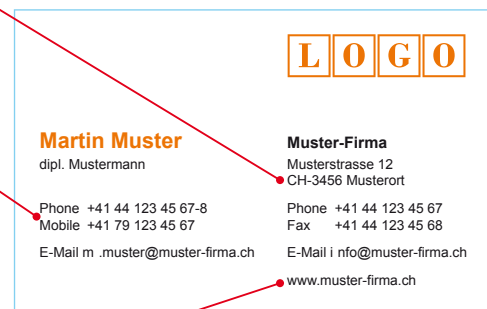 LOGO
Martin Muster
dipl. Mustermann
Phone +41 44 123 45 67-8
Mobile +41 79 123 45 67
E-Mail m .muster@muster-firma.ch
Muster-Firma
Musterstrasse 12
CH-3456 Musterort
Phone +41 44 123 45 67
Fax +41 44 123 45 68
E-Mail i nfo@muster-firma.ch
www.muster-firma.ch